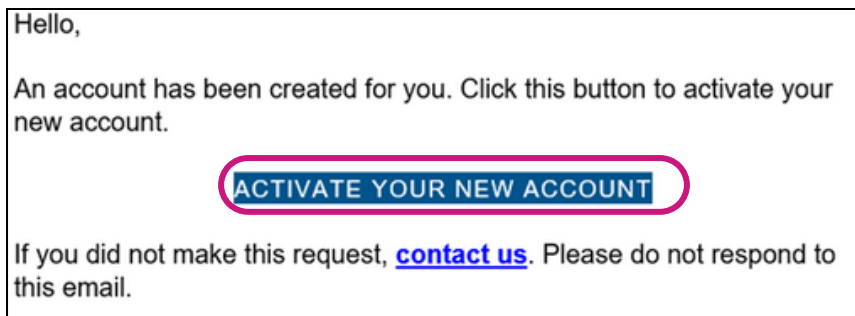 Hello,
An account has been created for you. Click this button to activate your
new account.
ACTIVATE YOUR NEW ACCOUNT
If you did not make this request, contact us. Please do not respond to
this email.